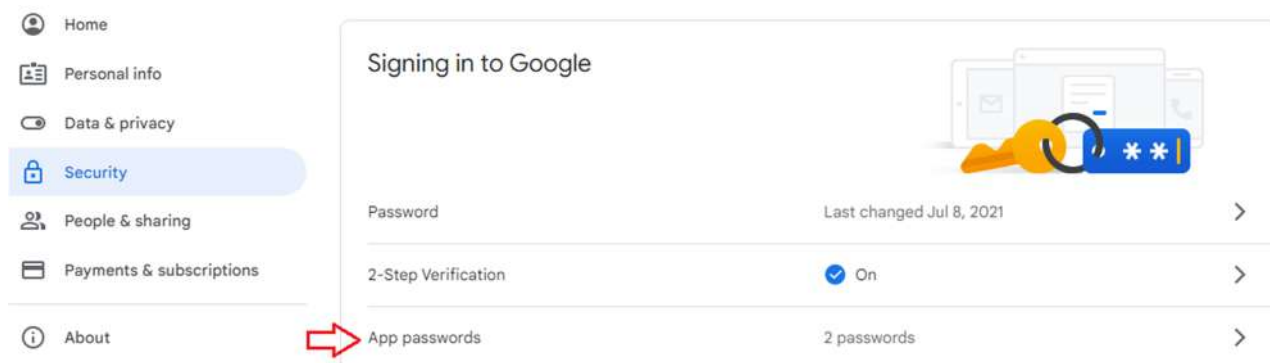 Home
Personal info
Data & privacy
Security
People & sharing
Payments & subscriptions
About
Signing in to Google
**
Password Last changed Jul 8, 2021
2-Step Verification On
App passwords 2 passwords